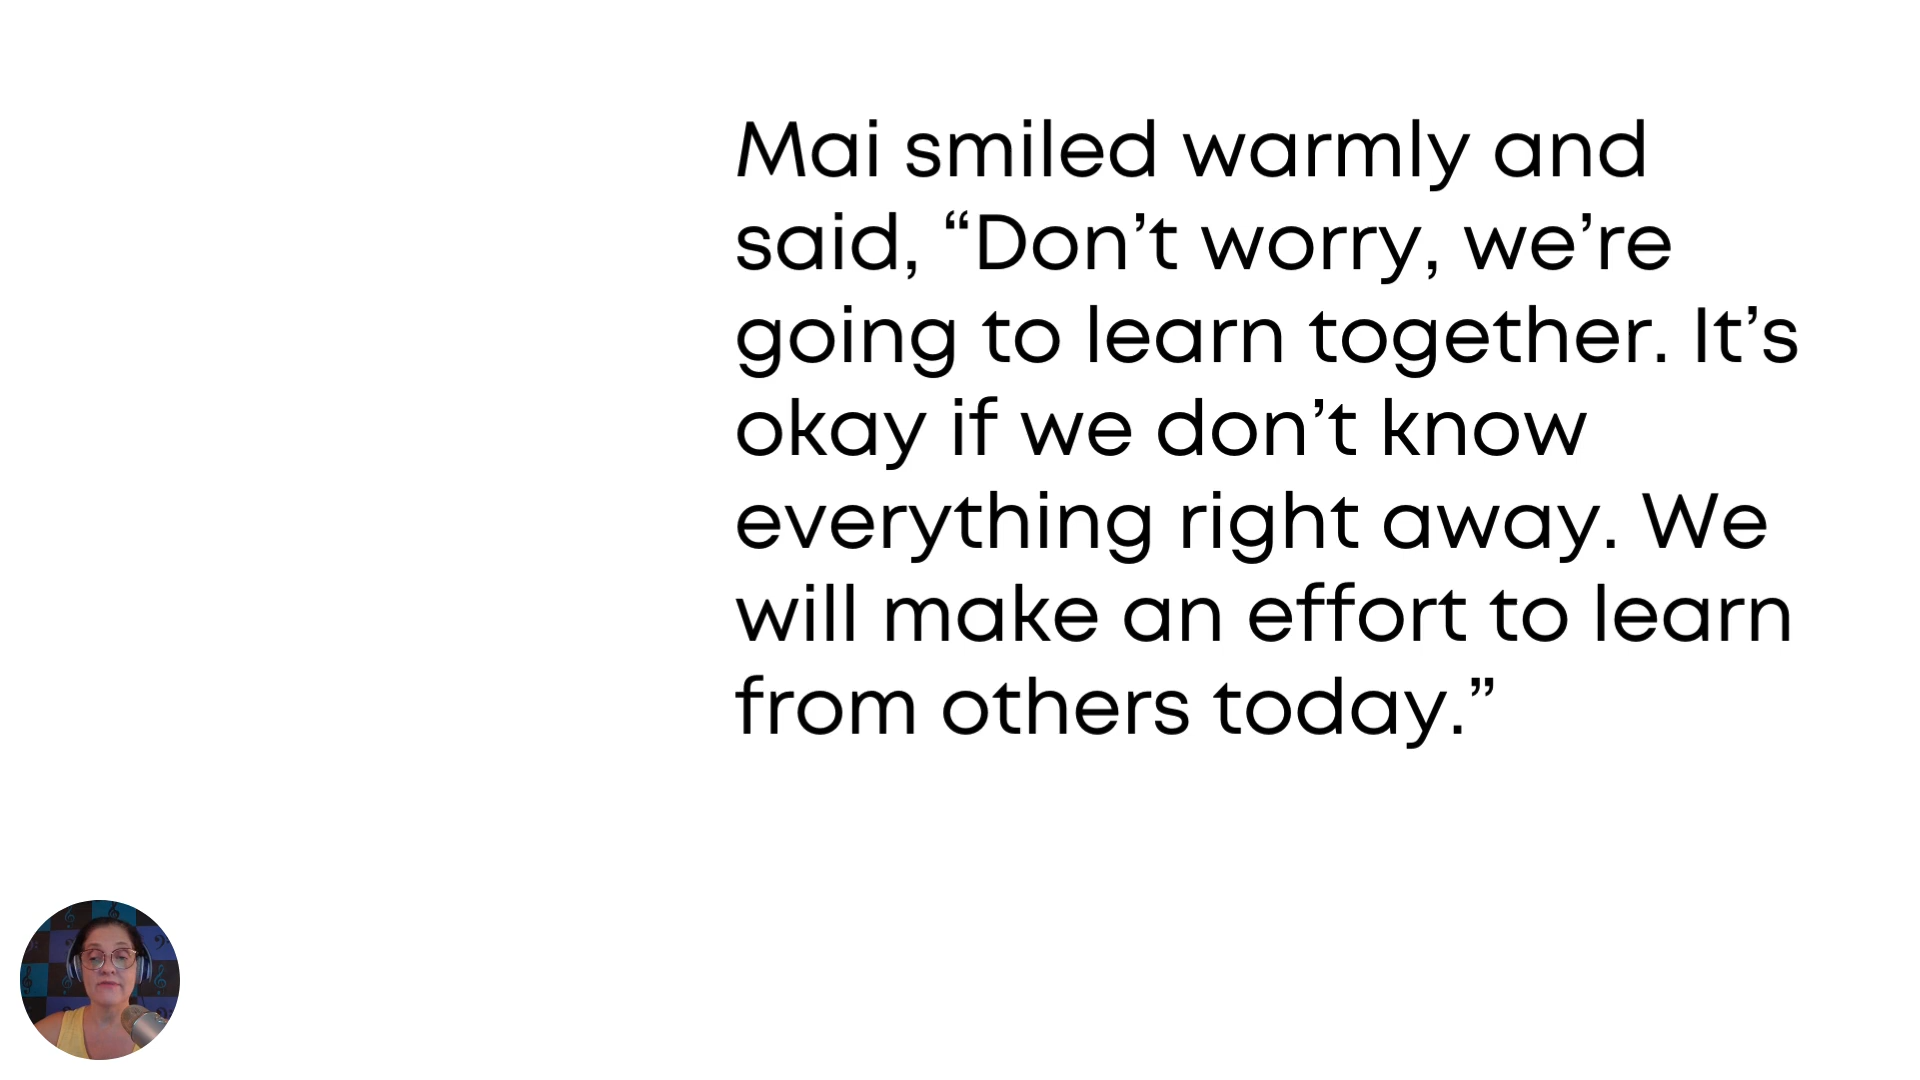 Mai smiled warmly and
said, “Don’t worry, we’re
going to learn together. It’s
okay if we don’t know
everything right away. We
will make an effort to learn
from others today.”